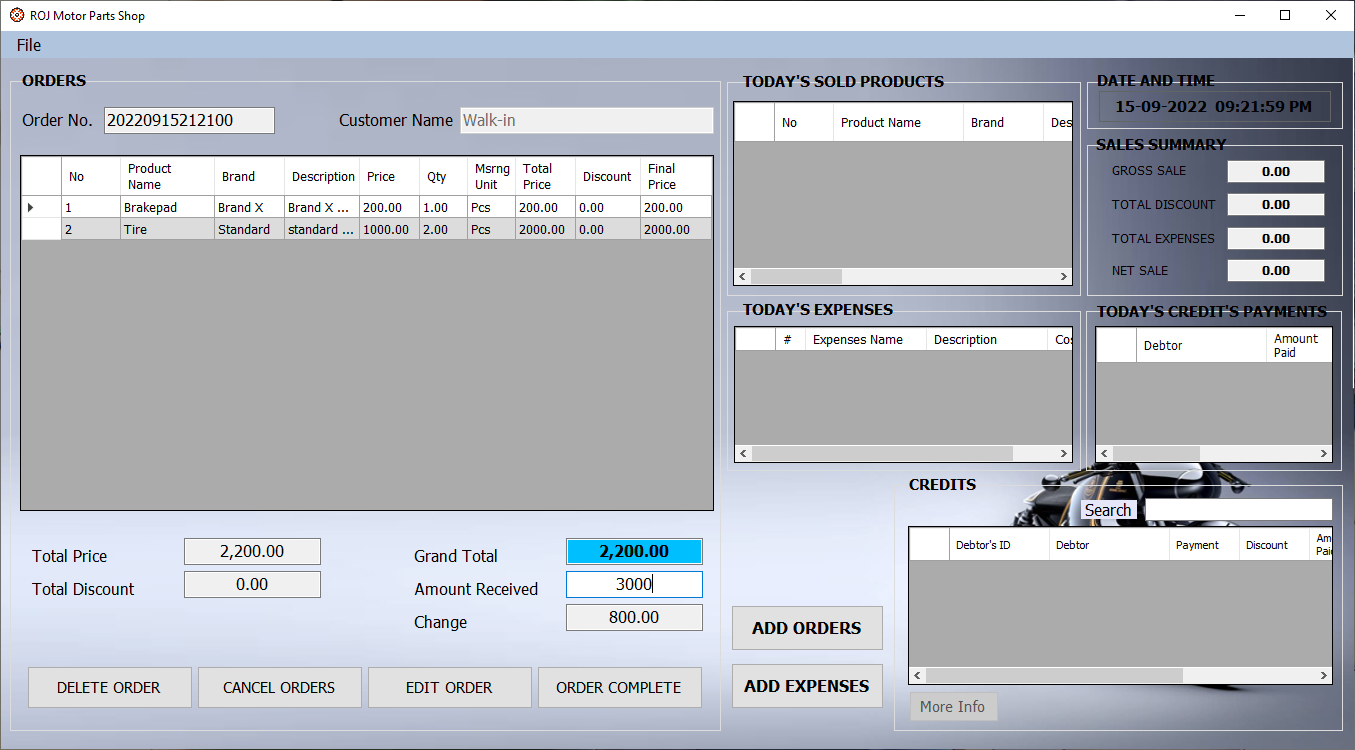 ROJ Motor Parts Shop
File
ORDERS
Order No. 20220915212100 Customer Name Walk-in
No Product Name Brand Description Price Qty Msrng Unit Total Price Discount Final Price
1 Brakepad Brand X Brand X ... 200.00 1.00 Pcs 200.00 0.00 200.00
2 Tire Standard standard ... 1000.00 2.00 Pcs 2000.00 0.00 2000.00
Total Price 2,200.00
Total Discount 0.00
Grand Total 2,200.00
Amount Received 3000
Change 800.00
DELETE ORDER CANCEL ORDERS EDIT ORDER ORDER COMPLETE
TODAY'S SOLD PRODUCTS
No Product Name Brand Des
TODAY'S EXPENSES
# Expenses Name Description Cos
ADD ORDERS
ADD EXPENSES
DATE AND TIME
15-09-2022 09:21:59 PM
SALES SUMMARY
GROSS SALE 0.00
TOTAL DISCOUNT 0.00
TOTAL EXPENSES 0.00
NET SALE 0.00
TODAY'S CREDIT'S PAYMENTS
Debtor Amount Paid
CREDITS
Search
Debtor's ID Debtor Payment Discount Am Pai
More Info